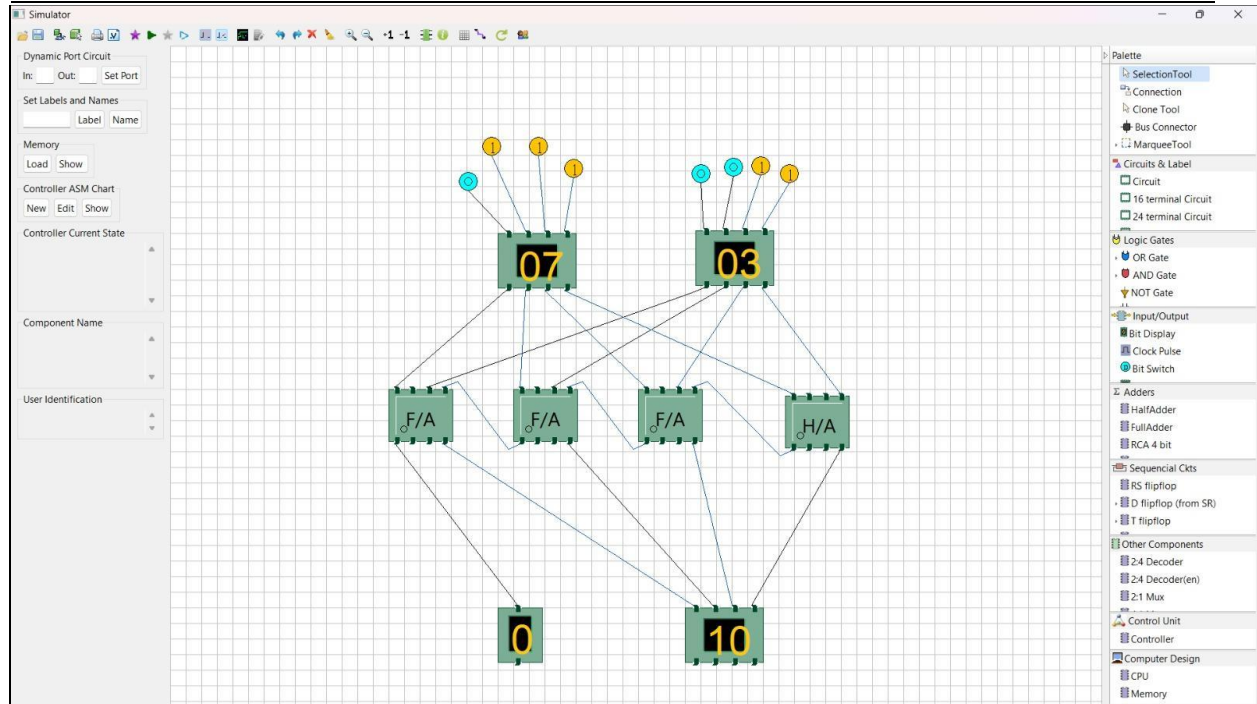 Simulator
·1 -1
Dynamic Port Circuit
In: Out: Set Port
Set Labels and Names
Label Name
Memory
Load Show
Controller ASM Chart
New Edit Show
Controller Current State
Component Name
User Identification
1 1 1 0
0 0 1 1
07 03
F/A F/A F/A H/A
0 10
Palette
SelectionTool
Connection
Clone Tool
Bus Connector
MarqueeTool
Circuits & Label
Circuit
16 terminal Circuit
24 terminal Circuit
Logic Gates
OR Gate
AND Gate
NOT Gate
Input/Output
Bit Display
Clock Pulse
Bit Switch
Σ Adders
HalfAdder
FullAdder
RCA 4 bit
Sequencial Ckts
RS flipflop
D flipflop (from SR)
T flipflop
Other Components
2:4 Decoder
2:4 Decoder(en)
2:1 Mux
Control Unit
Controller
Computer Design
CPU
Memory